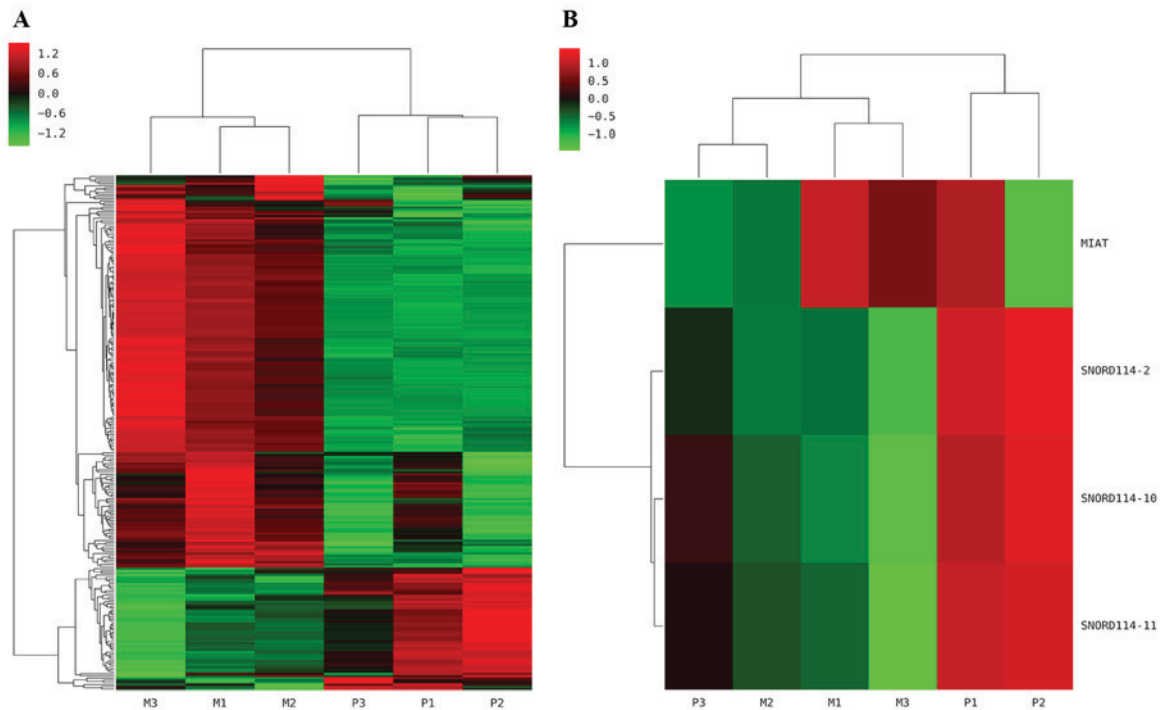 A
1.2
0.6
0.0
−0.6
−1.2
M3 M1 M2 P3 P1 P2
B
1.0
0.5
0.0
−0.5
−1.0
MIAT
SNORD114-2
SNORD114-10
SNORD114-11
P3 M2 M1 M3 P1 P2